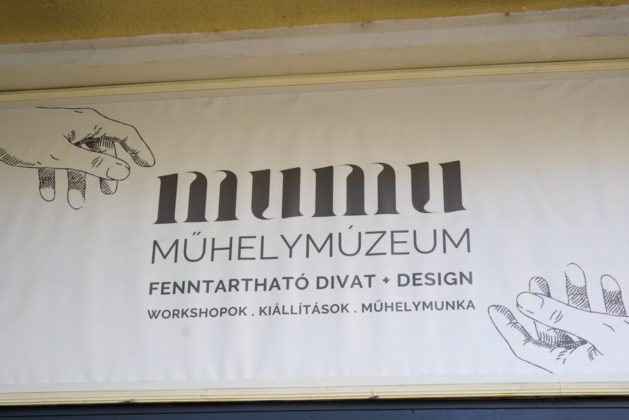 mumu
MŰHELYMÚZEUM
FENNTARTHATÓ DIVAT + DESIGN
WORKSHOPOK . KIÁLLÍTÁSOK . MŰHELYMUNKA